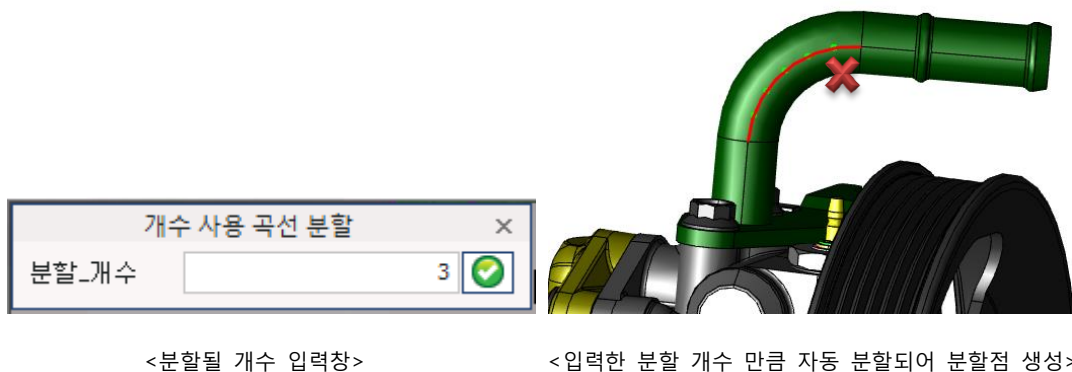 개수 사용 곡선 분할
분할_개수 3
<분할될 개수 입력창>
<입력한 분할 개수 만큼 자동 분할되어 분할점 생성>